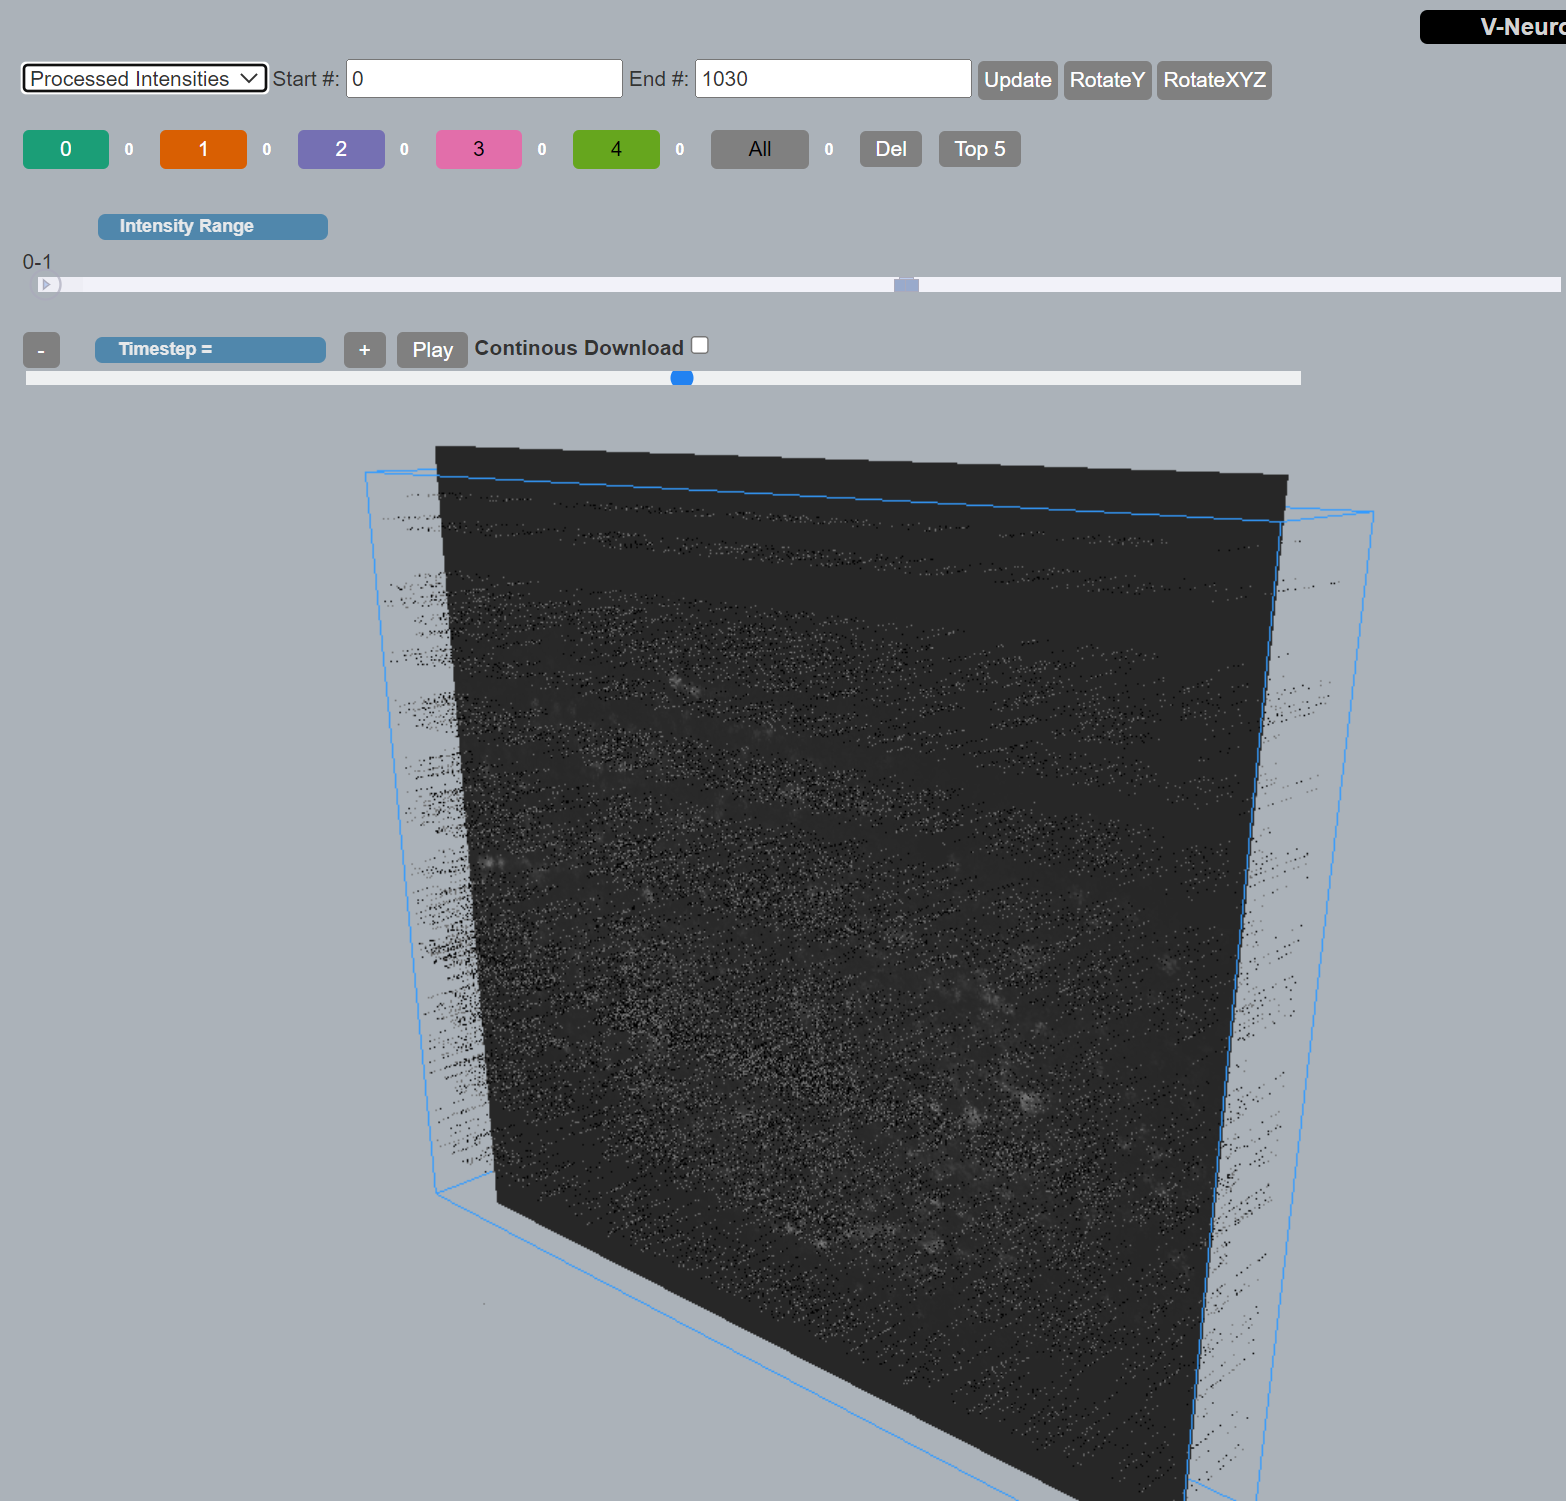 V-Neuro
Processed Intensities Start #: 0 End #: 1030 Update RotateY RotateXYZ
0 0 1 0 2 0 3 0 4 0 All 0 Del Top 5
Intensity Range
0-1
- Timestep = + Play Continous Download